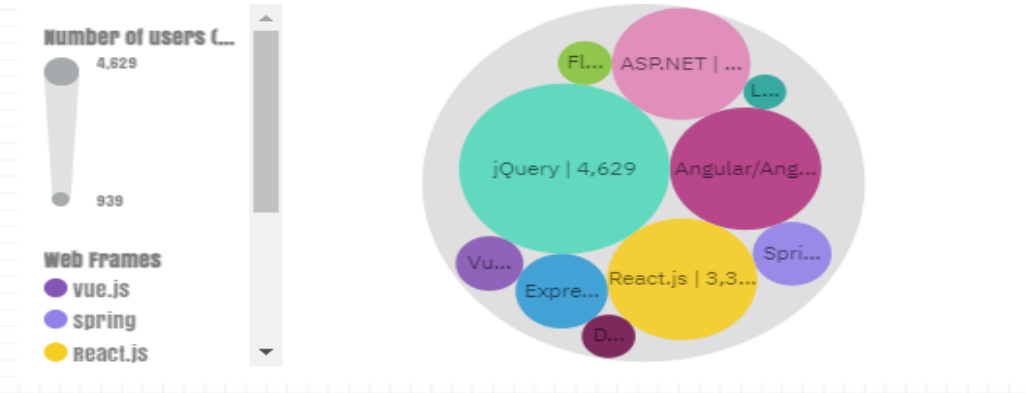 Number of users (...
4,629
939
Web Frames
vue.js
spring
React.js
Fl...
ASP.NET | ...
L...
jQuery | 4,629
Angular/Ang...
Spri...
Vu...
Expre...
React.js | 3,3...
D...